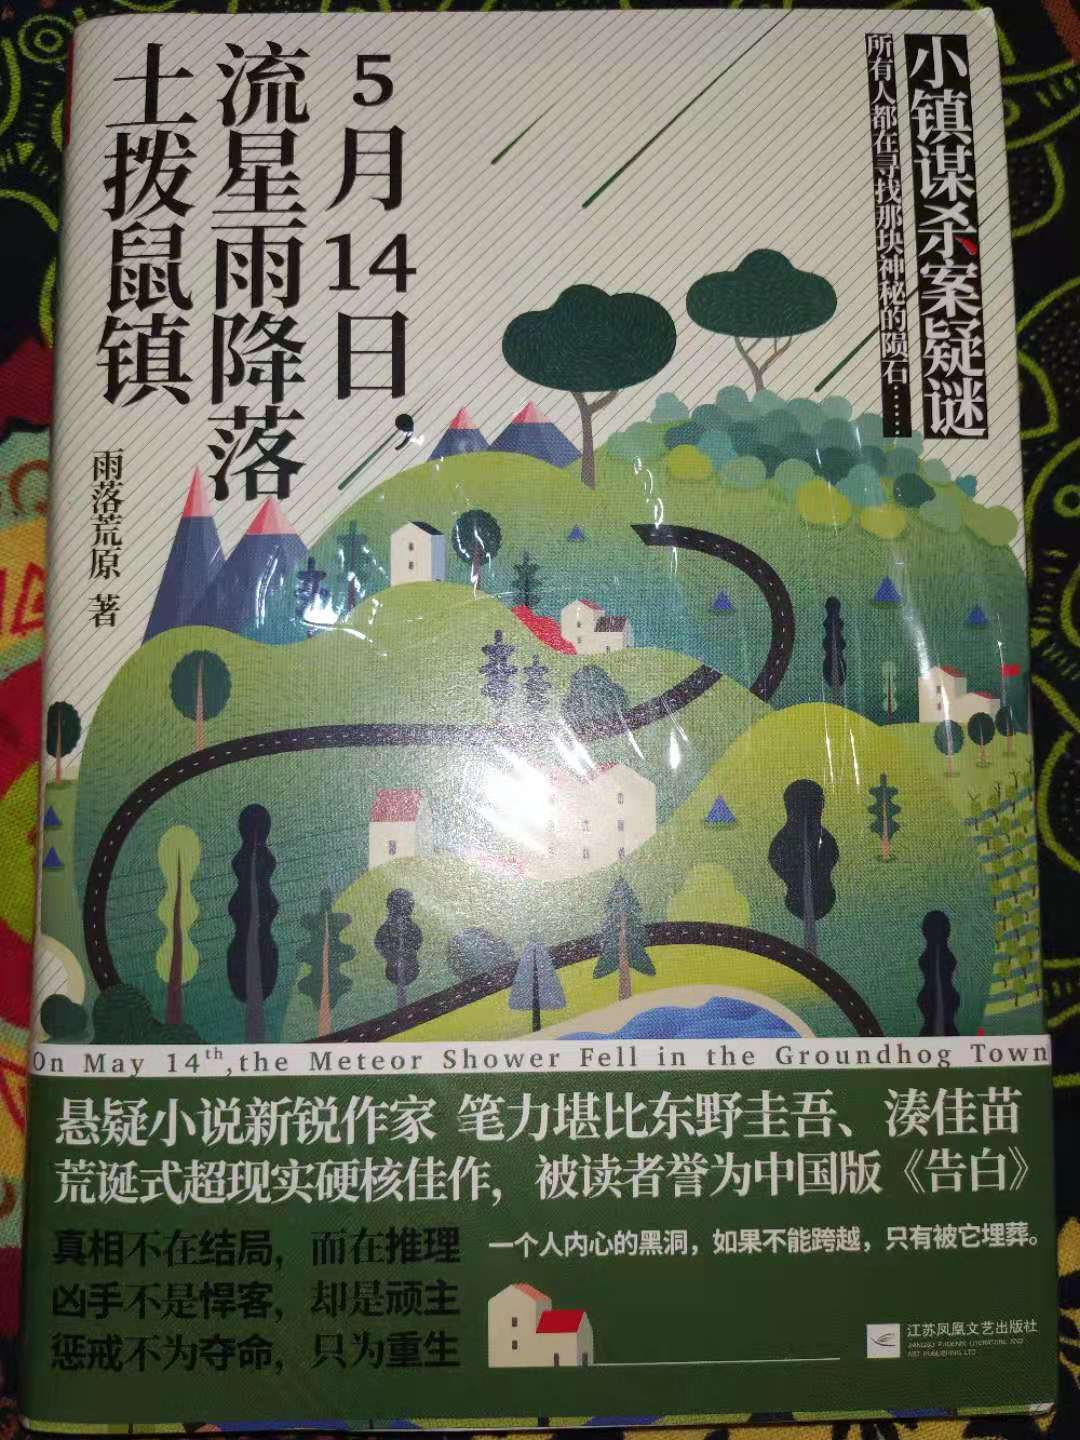 小镇谋杀案疑谜
所有人都在寻找那块神秘的陨石……
5月14日，
流星雨降落
土拨鼠镇
雨落荒原 著
On May 14th,the Meteor Shower Fell in the Groundhog Town
悬疑小说新锐作家 笔力堪比东野圭吾、湊佳苗
荒诞式超现实硬核佳作，被读者誉为中国版《告白》
真相不在结局，而在推理
凶手不是悍客，却是顽主
惩戒不为夺命，只为重生
一个人内心的黑洞，如果不能跨越，只有被它埋葬。
江苏凤凰文艺出版社
JIANGSU PHOENIX LITERATURE AND
ART PUBLISHING LTD